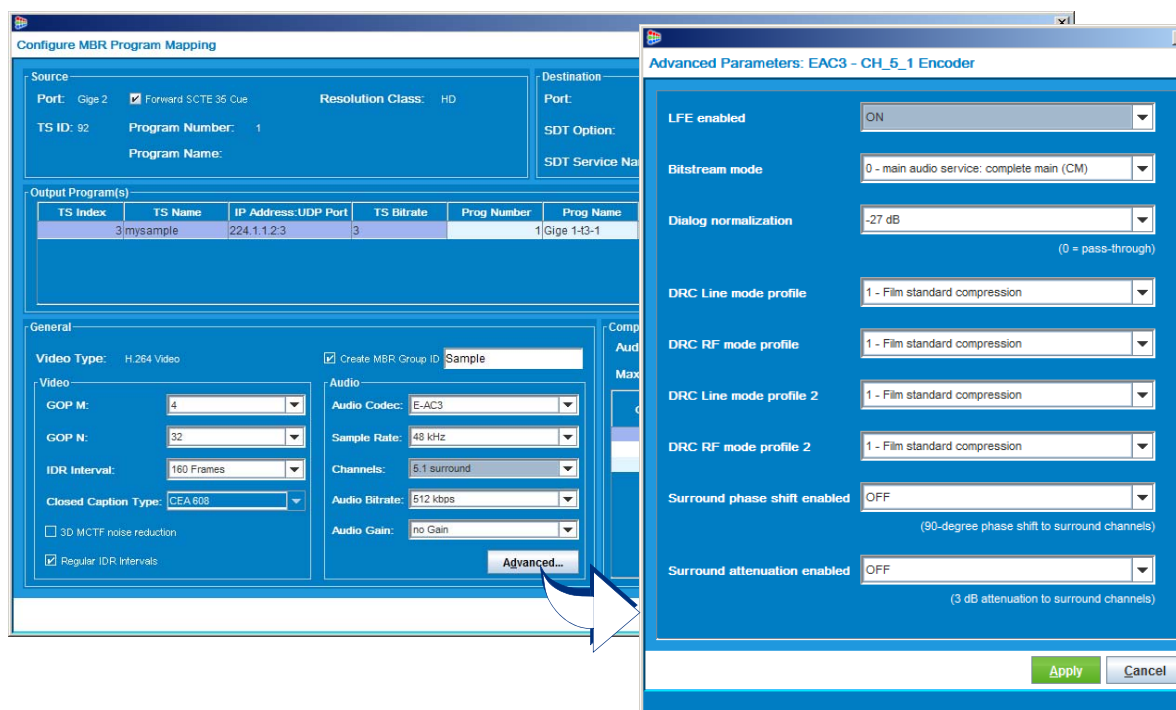 Configure MBR Program Mapping
Source
Port: Gige 2 Forward SCTE 35 Cue Resolution Class: HD
TS ID: 92 Program Number: 1
Program Name:
Destination
Port:
SDT Option:
SDT Service Na
Output Program(s)
TS Index TS Name IP Address:UDP Port TS Bitrate Prog Number Prog Name
3 mysample 224.1.1.2:3 3 1 Gige 1-t3-1
General
Video Type: H.264 Video Create MBR Group ID Sample
Video
GOP M: 4
GOP N: 32
IDR Interval: 160 Frames
Closed Caption Type: CEA 608
3D MCTF noise reduction
Regular IDR Intervals
Audio
Audio Codec: E-AC3
Sample Rate: 48 kHz
Channels: 5.1 surround
Audio Bitrate: 512 kbps
Audio Gain: no Gain
Advanced...
Comp
Aud
Max
Advanced Parameters: EAC3 - CH_5_1 Encoder
LFE enabled ON
Bitstream mode 0 - main audio service: complete main (CM)
Dialog normalization -27 dB
(0 = pass-through)
DRC Line mode profile 1 - Film standard compression
DRC RF mode profile 1 - Film standard compression
DRC Line mode profile 2 1 - Film standard compression
DRC RF mode profile 2 1 - Film standard compression
Surround phase shift enabled OFF
(90-degree phase shift to surround channels)
Surround attenuation enabled OFF
(3 dB attenuation to surround channels)
Apply Cancel